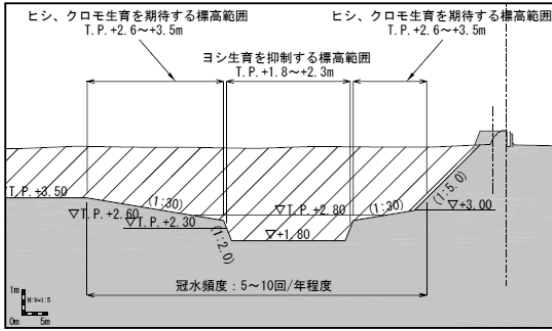 ヒシ、クロモ生育を期待する標高範囲
T.P.+2.6～+3.5m
ヒシ、クロモ生育を期待する標高範囲
T.P.+2.6～+3.5m
ヨシ生育を抑制する標高範囲
T.P.+1.8～+2.3m
T.P.+3.50
(1:30)
▽T.P.+2.60
▽T.P.+2.30
(1:2.0)
▽T.P.+2.80
▽+1.80
(1:30)
(1:5.0)
▽+3.00
冠水頻度：5～10回/年程度
1m
H:V=1:5
0m 5m